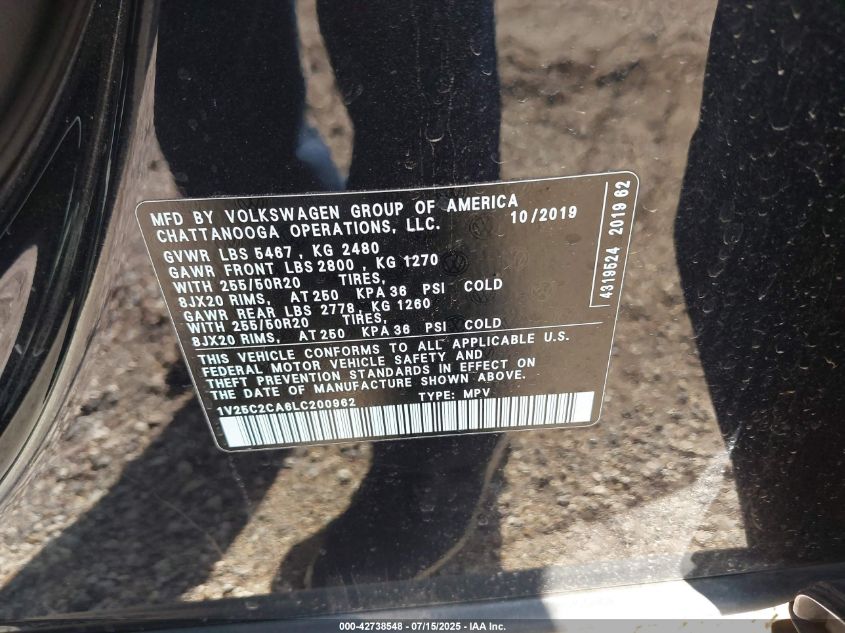 MFD BY VOLKSWAGEN GROUP OF AMERICA
CHATTANOOGA OPERATIONS, LLC. 10/2019
GVWR LBS 5467 , KG 2480
GAWR FRONT LBS 2800 , KG 1270
WITH 255/50R20 TIRES,
8JX20 RIMS, AT 250 KPA 36 PSI COLD
GAWR REAR LBS 2778 , KG 1260
WITH 255/50R20 TIRES,
8JX20 RIMS, AT 250 KPA 36 PSI COLD
THIS VEHICLE CONFORMS TO ALL APPLICABLE U.S.
FEDERAL MOTOR VEHICLE SAFETY AND
THEFT PREVENTION STANDARDS IN EFFECT ON
THE DATE OF MANUFACTURE SHOWN ABOVE.
1V25C2CA6LC200962 TYPE: MPV
4319524 2019 62
000-42738548 - 07/15/2025 - IAA Inc.